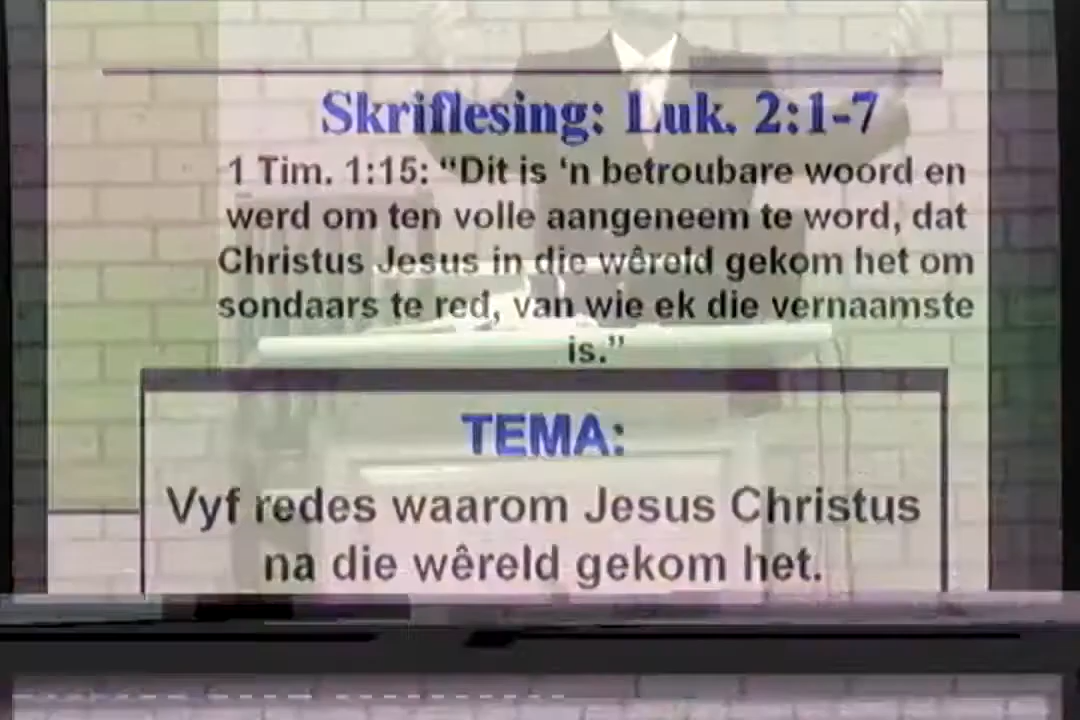 Skriflesing: Luk. 2:1-7
1 Tim. 1:15: “Dit is ‘n betroubare woord en
werd om ten volle aangeneem te word, dat
Christus Jesus in die wêreld gekom het om
sondaars te red, van wie ek die vernaamste
is.”
TEMA:
Vyf redes waarom Jesus Christus
na die wêreld gekom het.